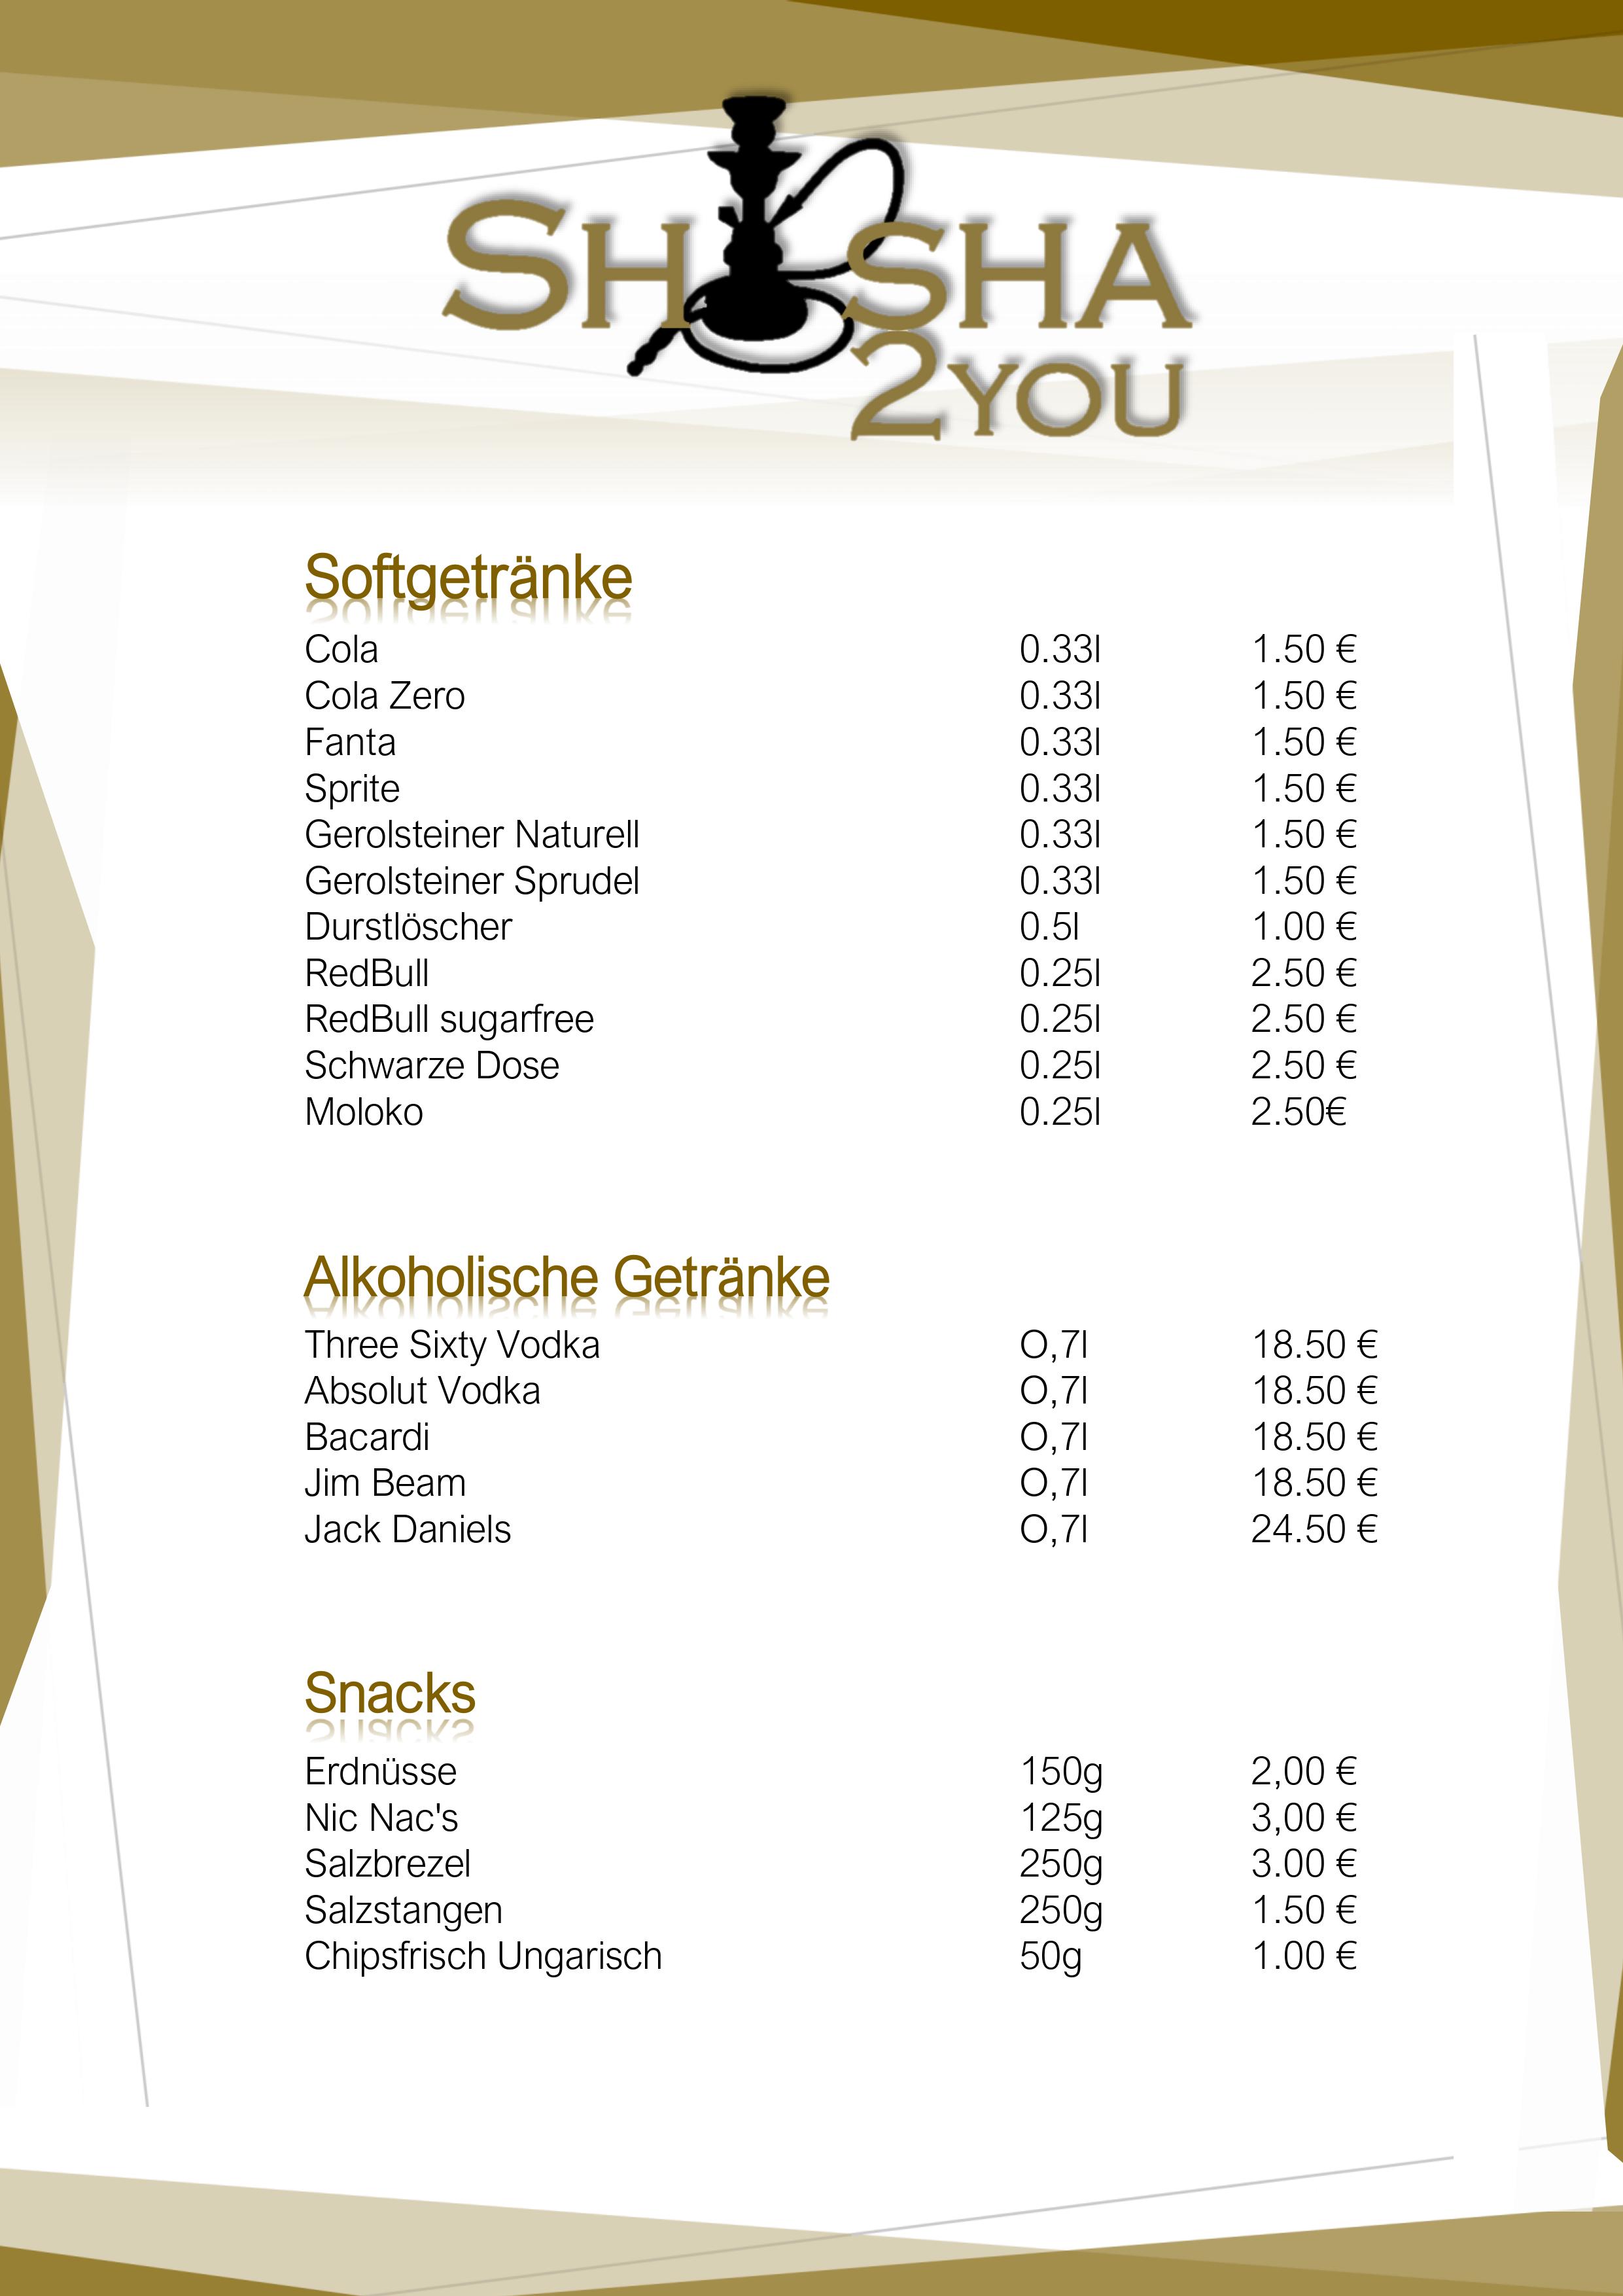 SHISHA
2YOU
Softgetränke
Cola 0.33l 1.50 €
Cola Zero 0.33l 1.50 €
Fanta 0.33l 1.50 €
Sprite 0.33l 1.50 €
Gerolsteiner Naturell 0.33l 1.50 €
Gerolsteiner Sprudel 0.33l 1.50 €
Durstlöscher 0.5l 1.00 €
RedBull 0.25l 2.50 €
RedBull sugarfree 0.25l 2.50 €
Schwarze Dose 0.25l 2.50 €
Moloko 0.25l 2.50€
Alkoholische Getränke
Three Sixty Vodka O,7l 18.50 €
Absolut Vodka O,7l 18.50 €
Bacardi O,7l 18.50 €
Jim Beam O,7l 18.50 €
Jack Daniels O,7l 24.50 €
Snacks
Erdnüsse 150g 2,00 €
Nic Nac's 125g 3,00 €
Salzbrezel 250g 3.00 €
Salzstangen 250g 1.50 €
Chipsfrisch Ungarisch 50g 1.00 €